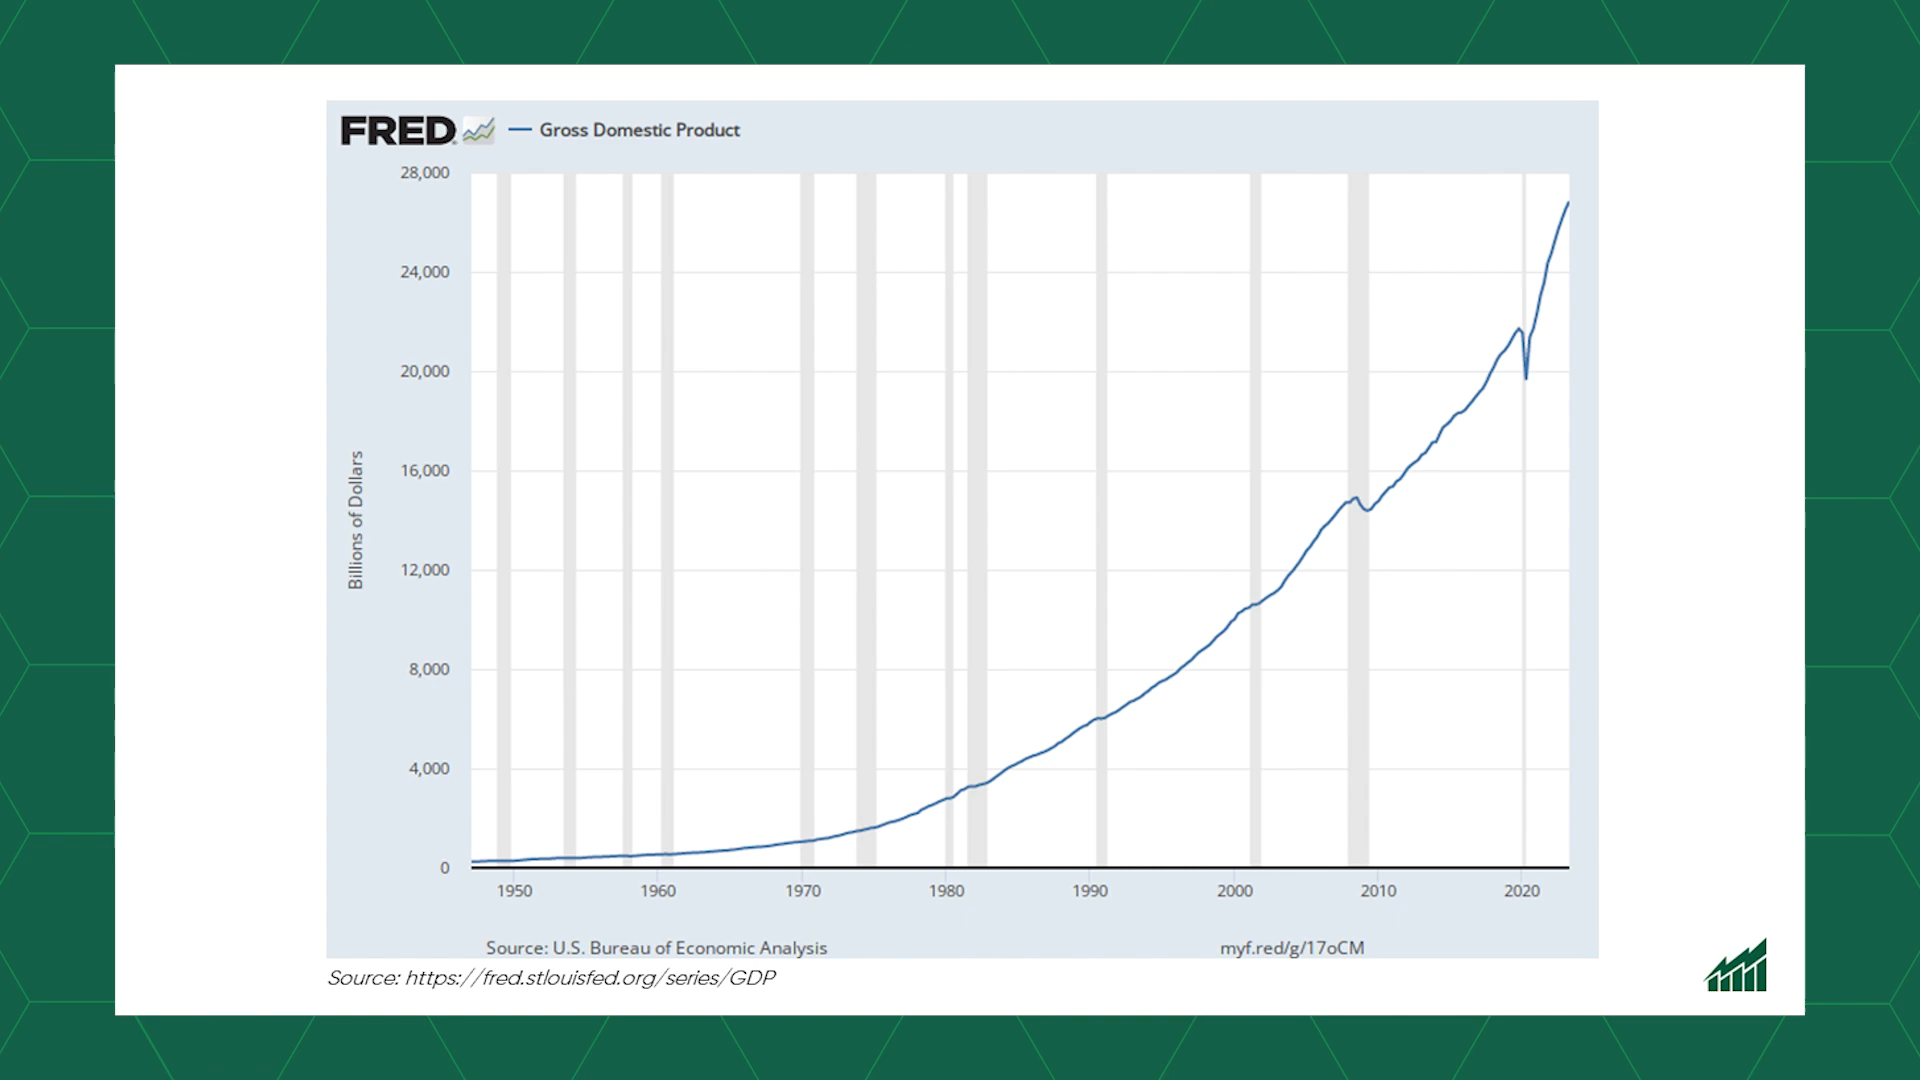 FRED
Gross Domestic Product
28,000
24,000
20,000
16,000
12,000
8,000
4,000
0
Billions of Dollars
1950 1960 1970 1980 1990 2000 2010 2020
Source: U.S. Bureau of Economic Analysis myf.red/g/17oCM
Source: https://fred.stlouisfed.org/series/GDP